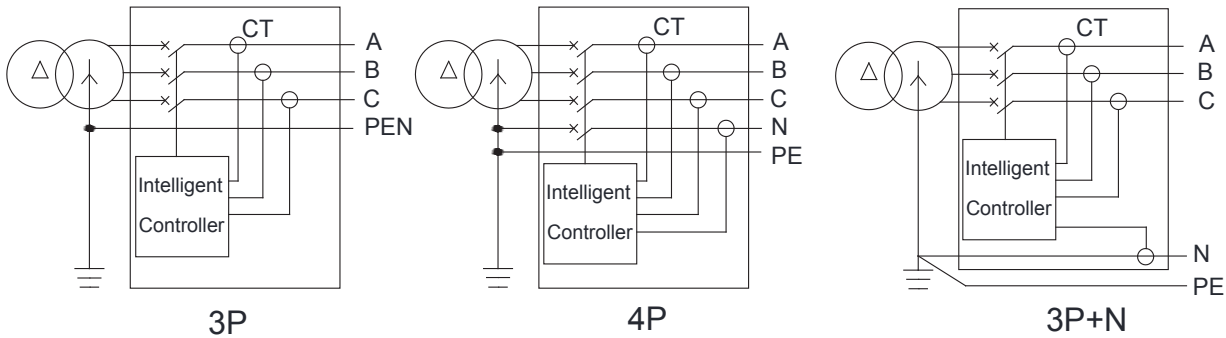 CT
A
B
C
PEN
Intelligent
Controller
3P
CT
A
B
C
N
PE
Intelligent
Controller
4P
CT
A
B
C
Intelligent
Controller
N
PE
3P+N